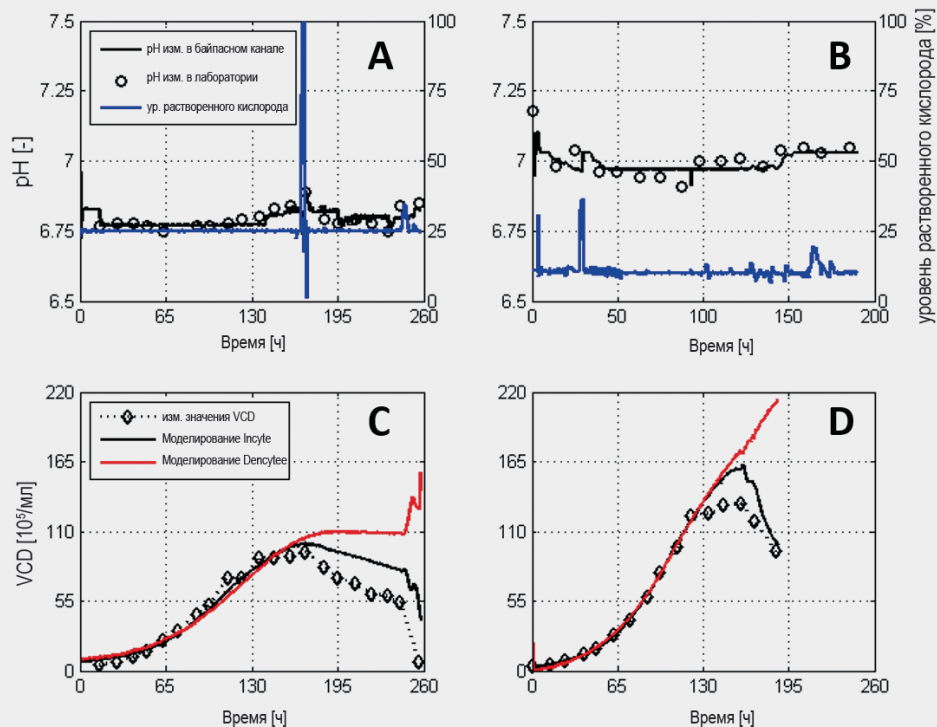 7.5
7.25
7
6.75
6.5
pH [-]
100
75
50
25
0
A
pH изм. в байпасном канале
pH изм. в лаборатории
ур. растворенного кислорода
0
65
130
195
260
Время [ч]
7.5
7.25
7
6.75
6.5
100
75
50
25
0
уровень растворенного кислорода [%]
B
0
50
100
150
200
Время [ч]
220
165
110
55
0
VCD [10⁵/мл]
C
изм. значения VCD
Моделирование Incyte
Моделирование Dencytee
0
65
130
195
260
Время [ч]
220
165
110
55
0
D
0
65
130
195
260
Время [ч]